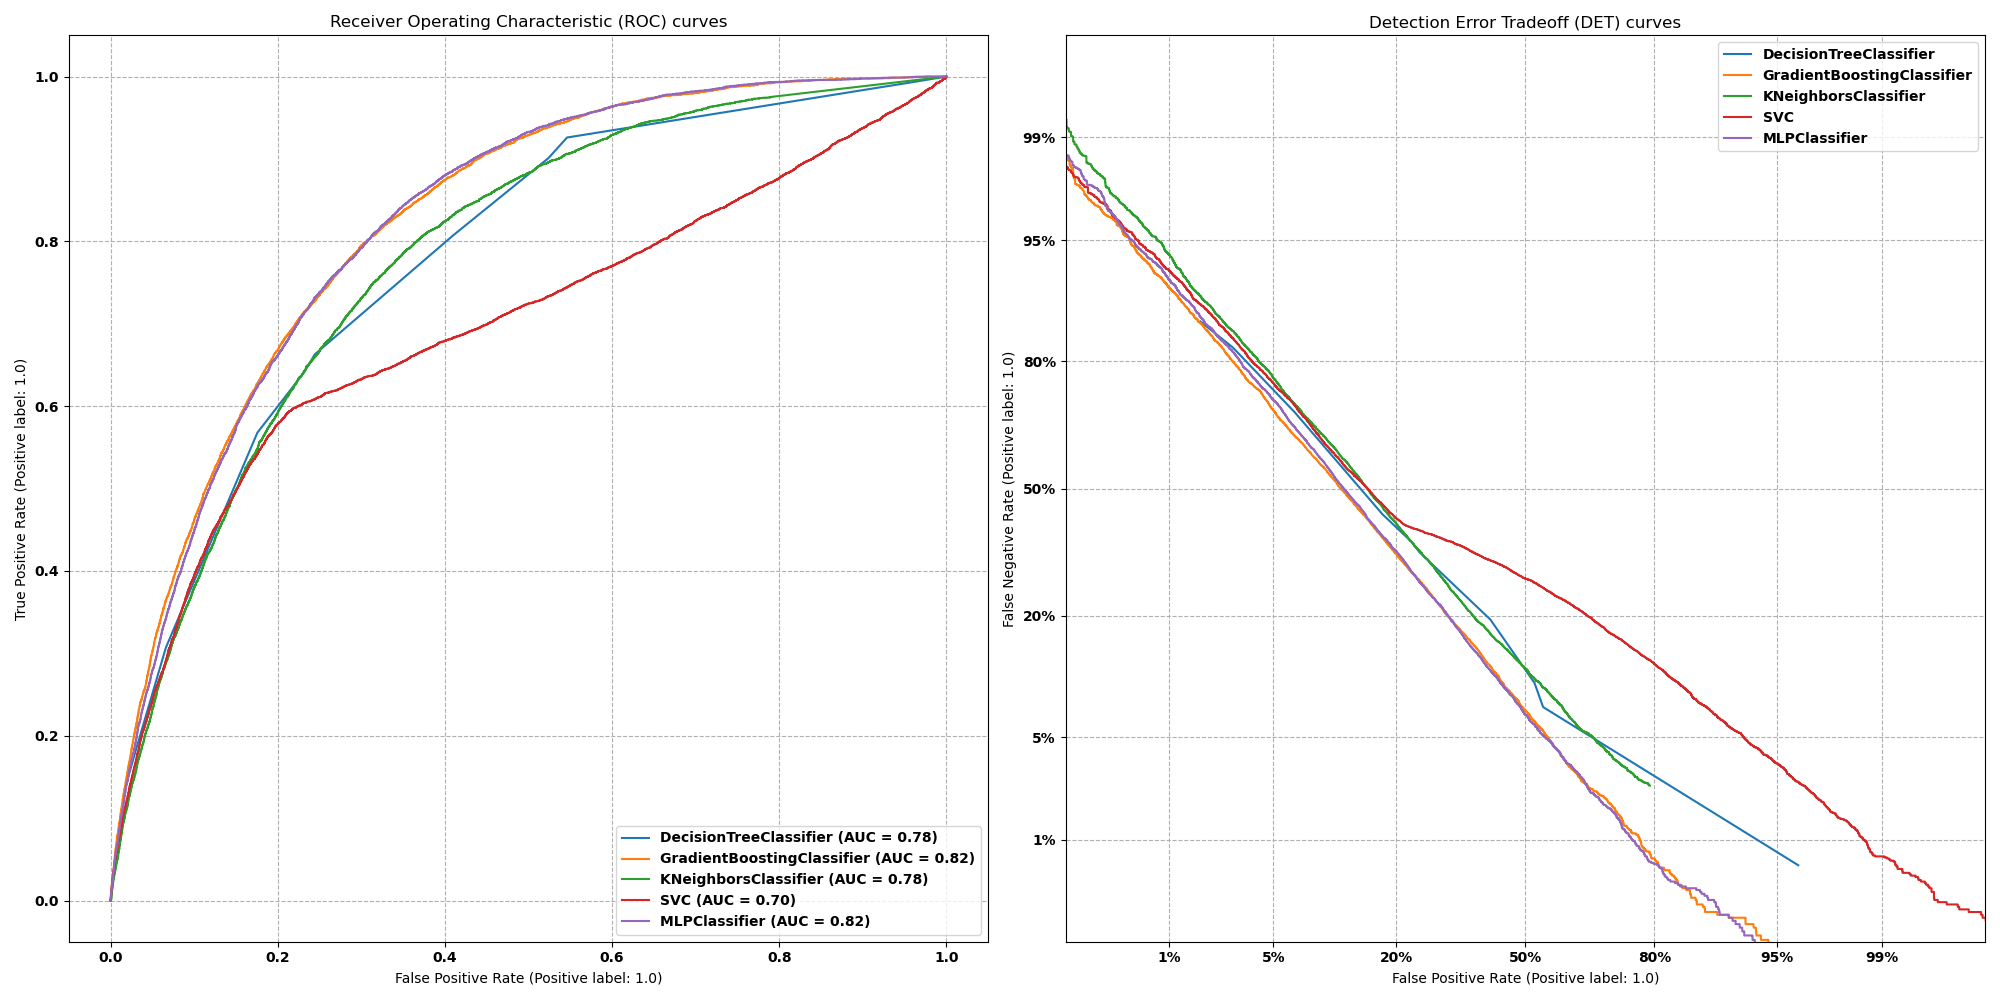 Receiver Operating Characteristic (ROC) curves
True Positive Rate (Positive label: 1.0)
1.0
0.8
0.6
0.4
0.2
0.0
DecisionTreeClassifier (AUC = 0.78)
GradientBoostingClassifier (AUC = 0.82)
KNeighborsClassifier (AUC = 0.78)
SVC (AUC = 0.70)
MLPClassifier (AUC = 0.82)
0.0 0.2 0.4 0.6 0.8 1.0
False Positive Rate (Positive label: 1.0)
Detection Error Tradeoff (DET) curves
False Negative Rate (Positive label: 1.0)
DecisionTreeClassifier
GradientBoostingClassifier
KNeighborsClassifier
SVC
MLPClassifier
99%
95%
80%
50%
20%
5%
1%
1% 5% 20% 50% 80% 95% 99%
False Positive Rate (Positive label: 1.0)